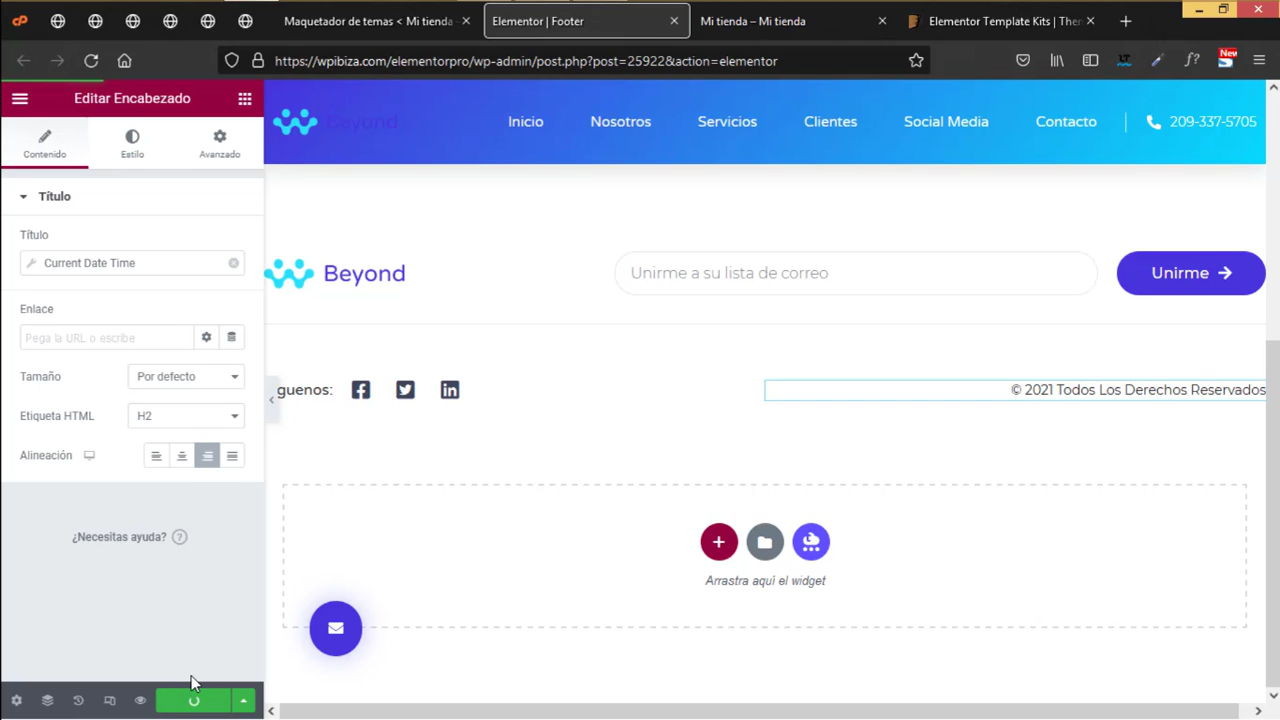 Maquetador de temas < Mi tienda
Elementor | Footer
Mi tienda – Mi tienda
Elementor Template Kits | The
https://wpibiza.com/elementorpro/wp-admin/post.php?post=25922&action=elementor
New
Editar Encabezado
Contenido
Estilo
Avanzado
Título
Título
Current Date Time
Enlace
Pega la URL o escribe
Tamaño
Por defecto
Etiqueta HTML
H2
Alineación
¿Necesitas ayuda?
Beyond
Inicio
Nosotros
Servicios
Clientes
Social Media
Contacto
209-337-5705
Beyond
Unirme a su lista de correo
Unirme
guenos:
© 2021 Todos Los Derechos Reservados
Arrastra aquí el widget